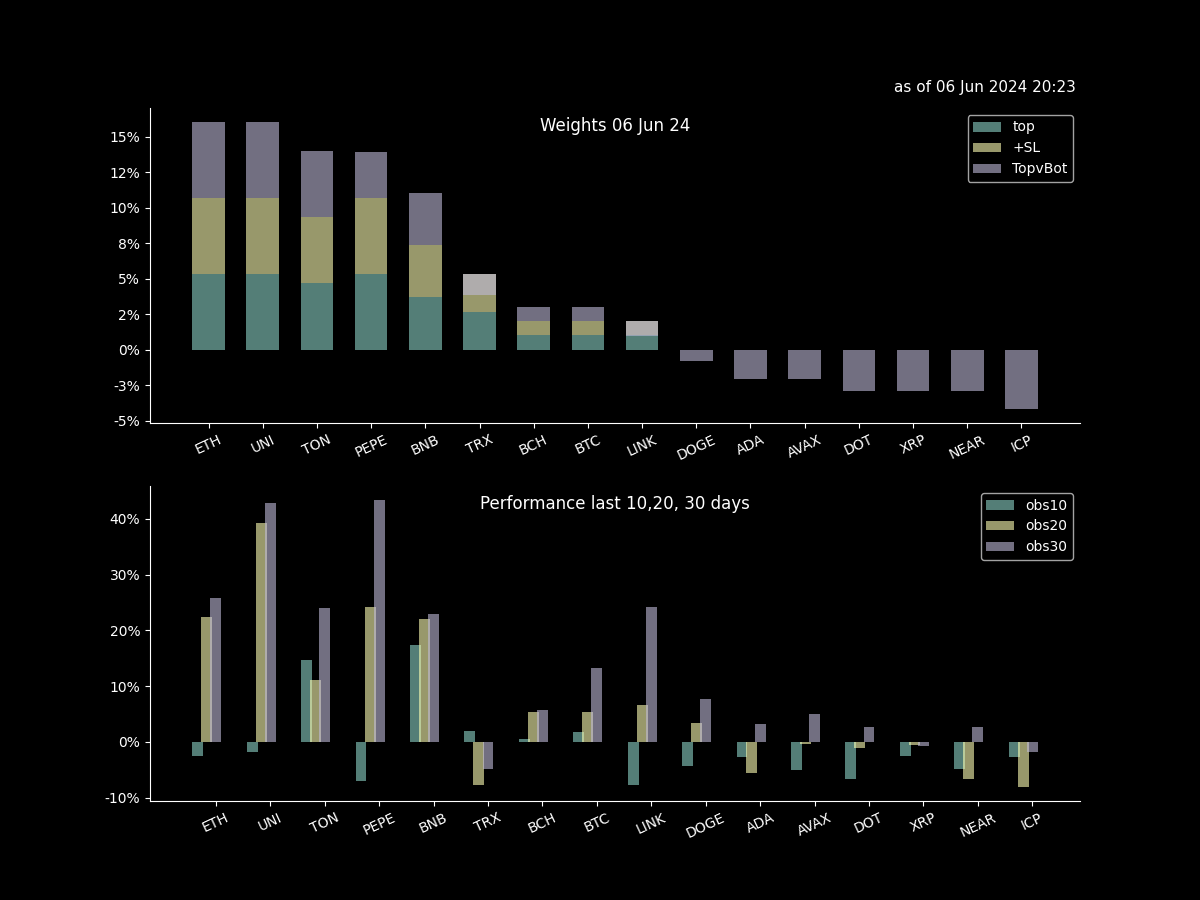 as of 06 Jun 2024 20:23
Weights 06 Jun 24
top
+SL
TopvBot
15%
12%
10%
8%
5%
2%
0%
-3%
-5%
ETH UNI TON PEPE BNB TRX BCH BTC LINK DOGE ADA AVAX DOT XRP NEAR ICP
Performance last 10,20, 30 days
obs10
obs20
obs30
40%
30%
20%
10%
0%
-10%
ETH UNI TON PEPE BNB TRX BCH BTC LINK DOGE ADA AVAX DOT XRP NEAR ICP